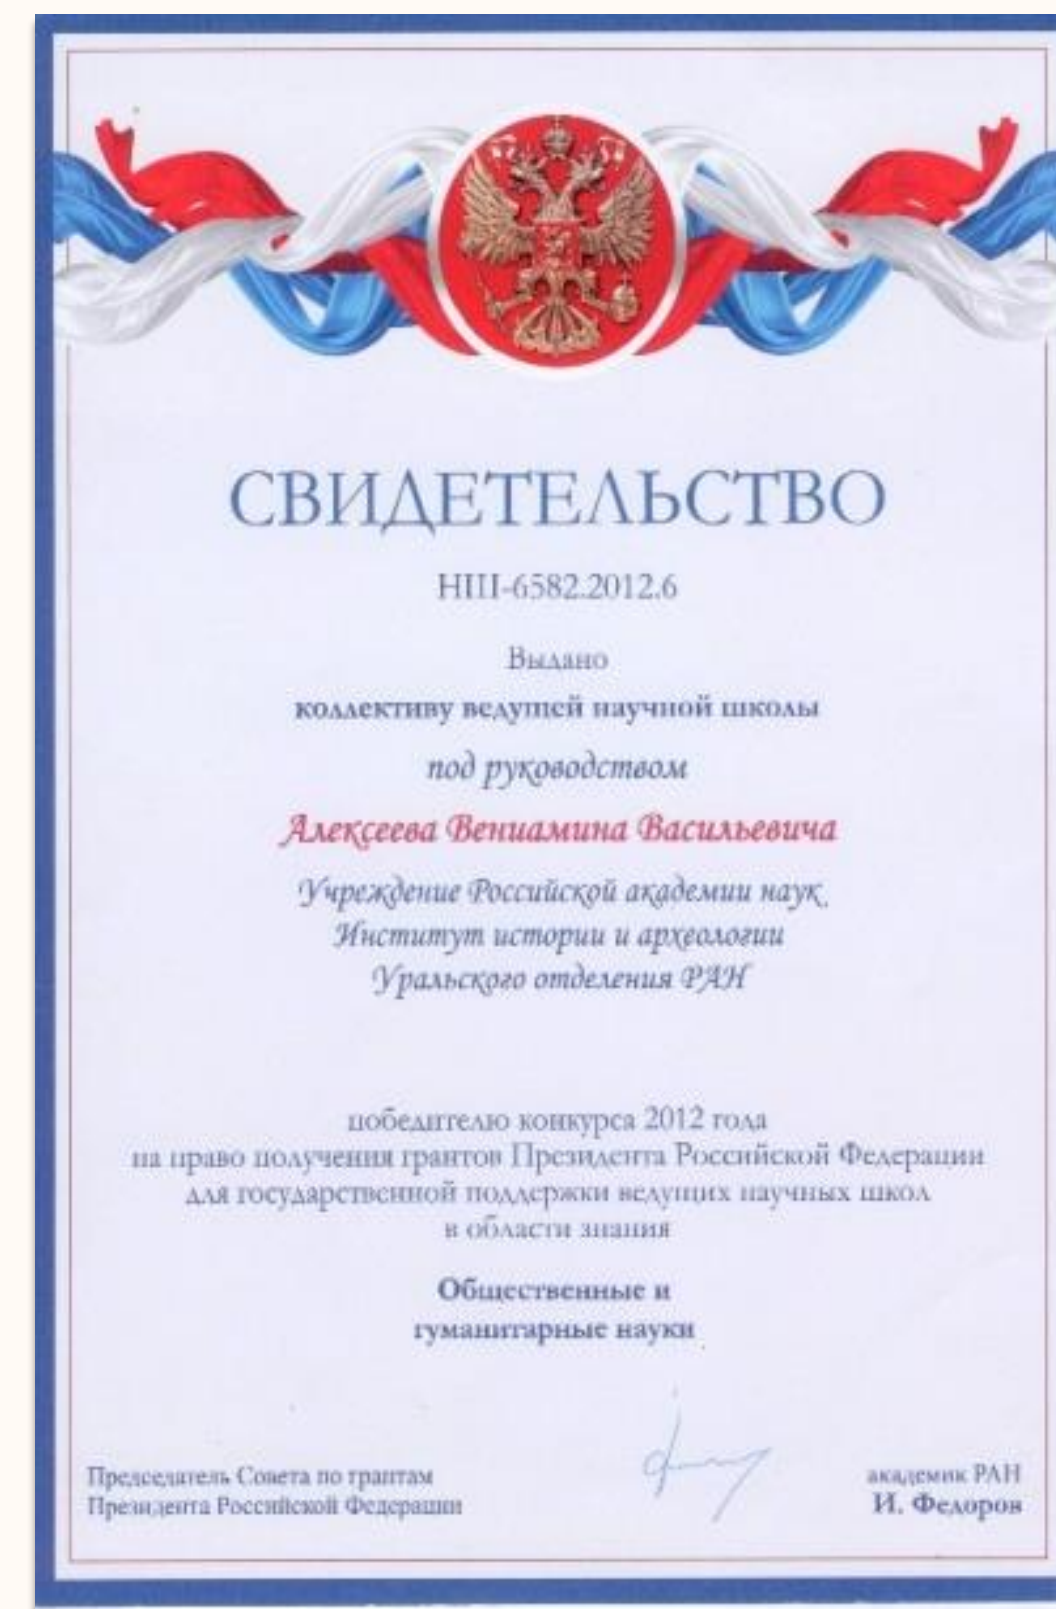 СВИДЕТЕЛЬСТВО
НШ-6582.2012.6
Выдано
коллективу ведущей научной школы
под руководством
Алексеева Вениамина Васильевича
Учреждение Российской академии наук
Институт истории и археологии
Уральского отделения РАН
победителю конкурса 2012 года
на право получения грантов Президента Российской Федерации
для государственной поддержки ведущих научных школ
в области знания
Общественные и
гуманитарные науки
Председатель Совета по грантам
Президента Российской Федерации
академик РАН
И. Федоров